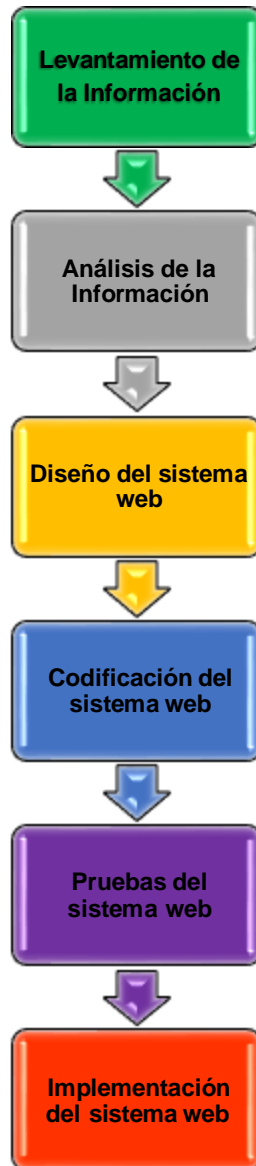 Levantamiento de
la Información
Análisis de la
Información
Diseño del sistema
web
Codificación del
sistema web
Pruebas del
sistema web
Implementación
del sistema web